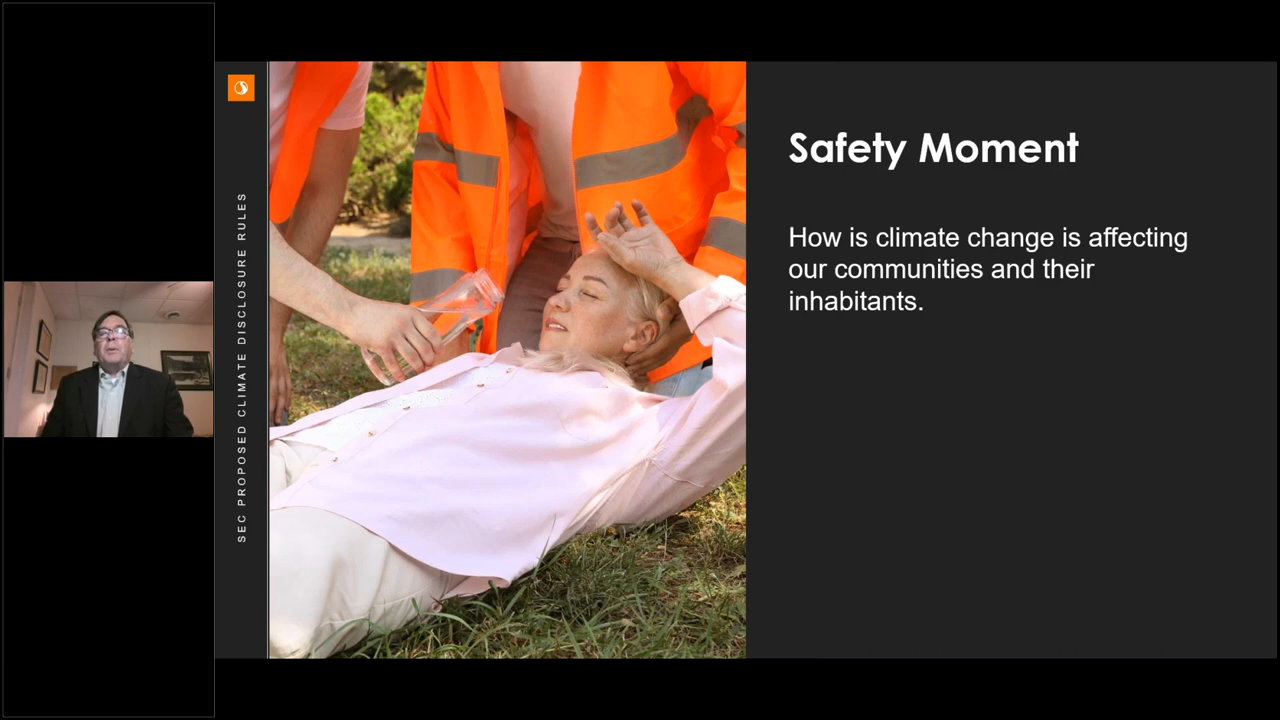 SEC PROPOSED CLIMATE DISCLOSURE RULES
Safety Moment
How is climate change is affecting
our communities and their
inhabitants.